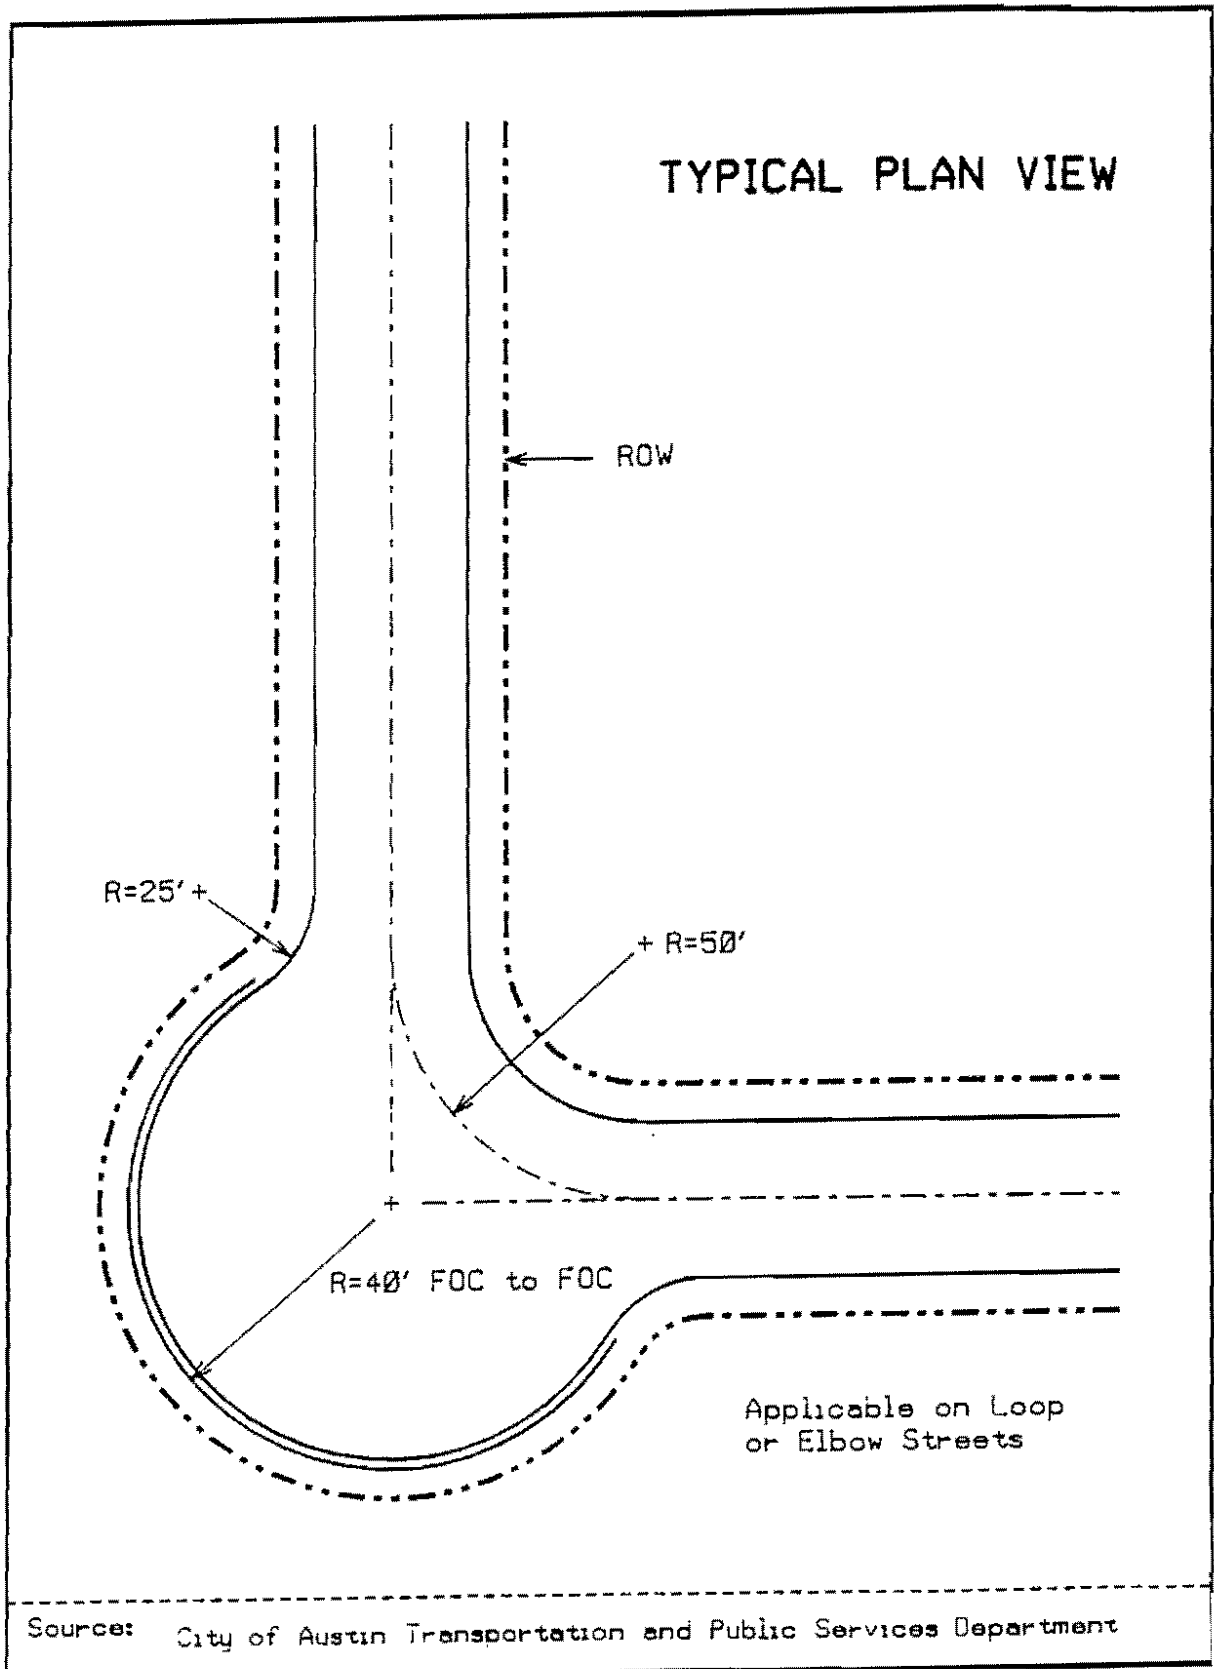 TYPICAL PLAN VIEW
ROW
R=25'
R=50'
R=40' FOC to FOC
Applicable on Loop
or Elbow Streets
Source: City of Austin Transportation and Public Services Department